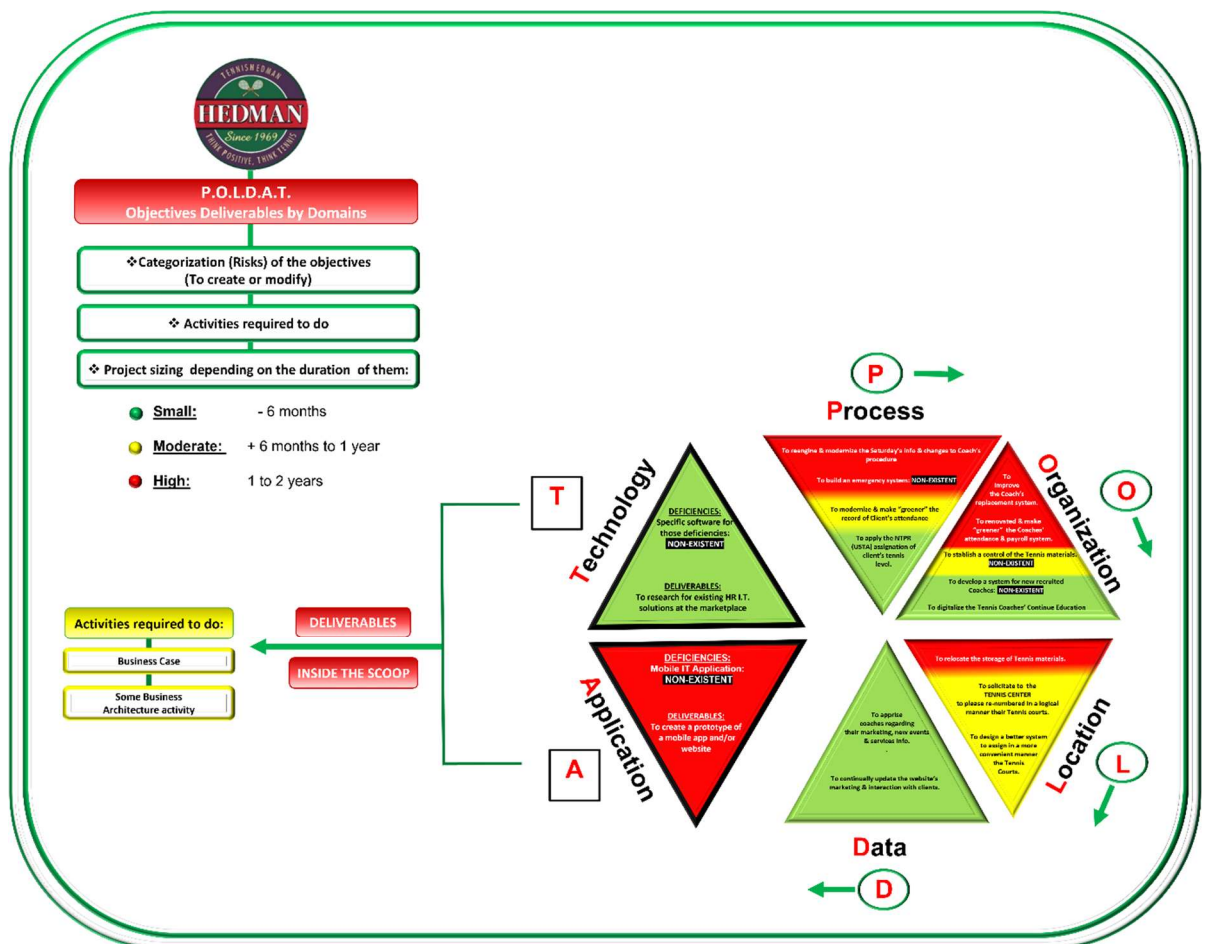 TENNISHEDMAN
HEDMAN
Since 1969
THINK POSITIVE, THINK TENNIS
P.O.L.D.A.T.
Objectives Deliverables by Domains
❖Categorization (Risks) of the objectives
(To create or modify)
❖ Activities required to do
❖ Project sizing depending on the duration of them:
Small: - 6 months
Moderate: + 6 months to 1 year
High: 1 to 2 years
P
Process
To reengine & modernize the Saturday's info & changes to Coach's
procedure
To build an emergency system: NON-EXISTENT
To modernize & make "greener" the
record of Client's attendance
To apply the NTPR
(USTA) assignation of
client's tennis
level.
O
Organization
To
improve
the Coach's
replacement system.
To renovated & make
"greener" the Coaches'
attendance & payroll system.
To stablish a control of the Tennis materials.
NON-EXISTENT
To develop a system for new recruited
Coaches: NON-EXISTENT
To digitalize the Tennis Coaches' Continue Education
L
Location
To relocate the storage of Tennis materials.
To solicitate to the
TENNIS CENTER
to please re-numbered in a logical
manner their Tennis courts.
To design a better system
to assign in a more
convenient manner
the Tennis
Courts.
D
Data
To apprise
coaches regarding
their marketing, new events
& services info.
.
To continually update the website's
marketing & interaction with clients.
A
Application
DEFICIENCIES:
Mobile IT Application:
NON-EXISTENT
DELIVERABLES:
To create a prototype of
a mobile app and/or
website
T
Technology
DEFICIENCIES:
Specific software for
those deficiencies:
NON-EXISTENT
DELIVERABLES:
To research for existing HR I.T.
solutions at the marketplace
DELIVERABLES
INSIDE THE SCOOP
Activities required to do:
Business Case
Some Business
Architecture activity